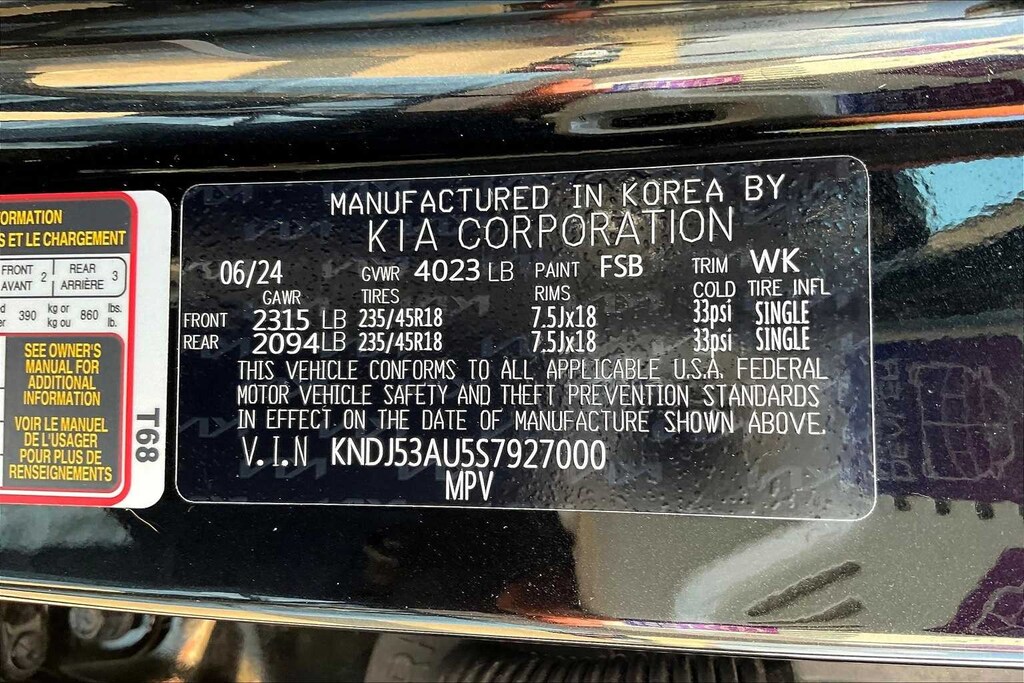 ORMATION
S ET LE CHARGEMENT
FRONT AVANT 2 REAR ARRIÈRE 3
390 kg or kg ou 860 lbs. lb.
SEE OWNER'S
MANUAL FOR
ADDITIONAL
INFORMATION
VOIR LE MANUEL
DE L'USAGER
POUR PLUS DE
RENSEIGNEMENTS
T68
MANUFACTURED IN KOREA BY
KIA CORPORATION
06/24 GVWR 4023 LB PAINT FSB TRIM WK
GAWR TIRES RIMS COLD TIRE INFL
FRONT 2315 LB 235/45R18 7.5Jx18 33psi SINGLE
REAR 2094 LB 235/45R18 7.5Jx18 33psi SINGLE
THIS VEHICLE CONFORMS TO ALL APPLICABLE U.S.A. FEDERAL
MOTOR VEHICLE SAFETY AND THEFT PREVENTION STANDARDS
IN EFFECT ON THE DATE OF MANUFACTURE SHOWN ABOVE.
V.I.N KNDJ53AU5S7927000
MPV